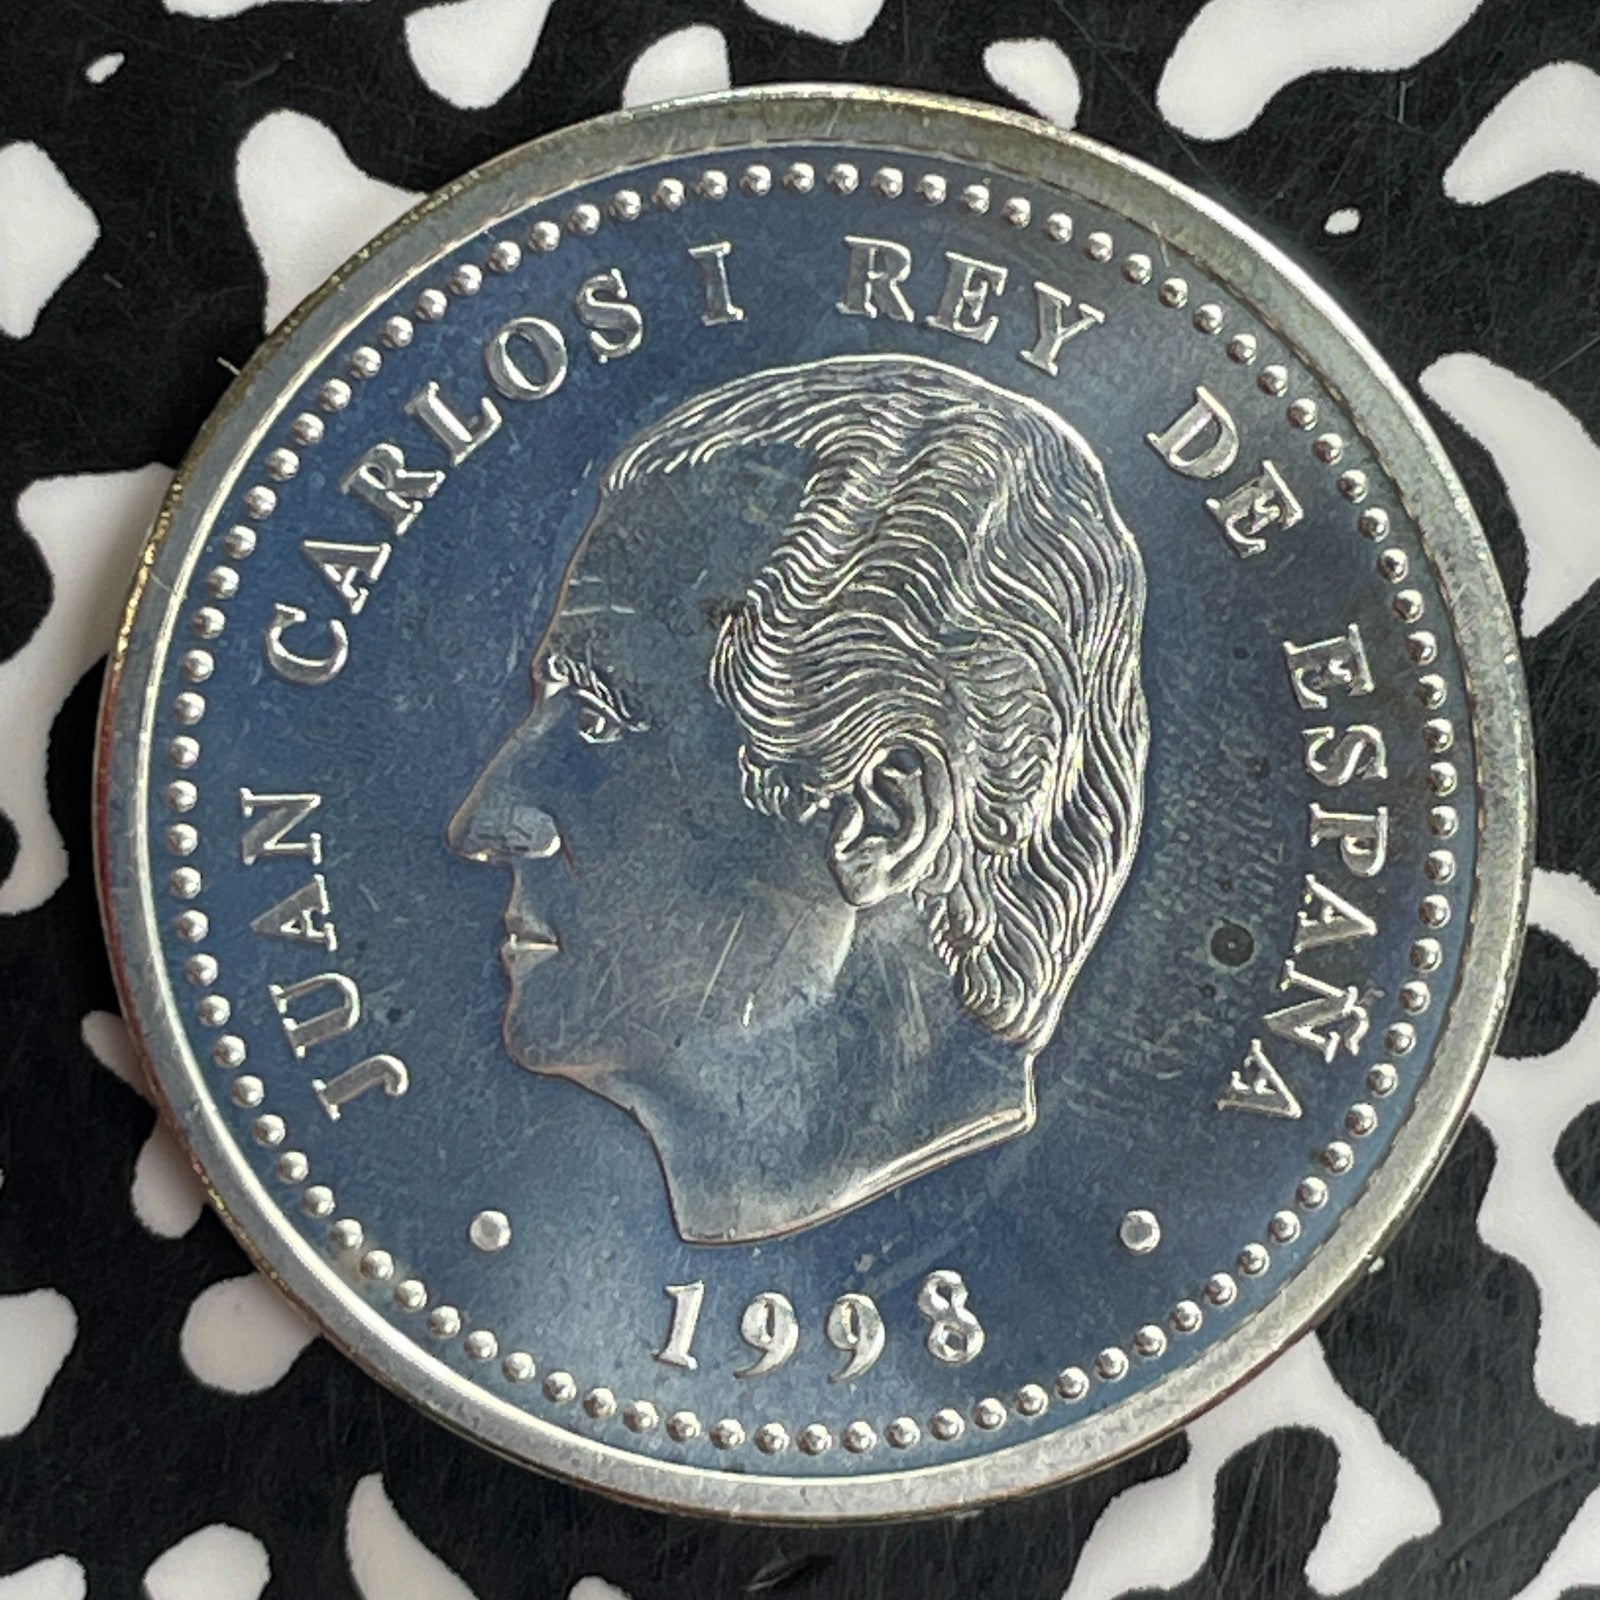 JUAN CARLOS I REY DE ESPAÑA
1998